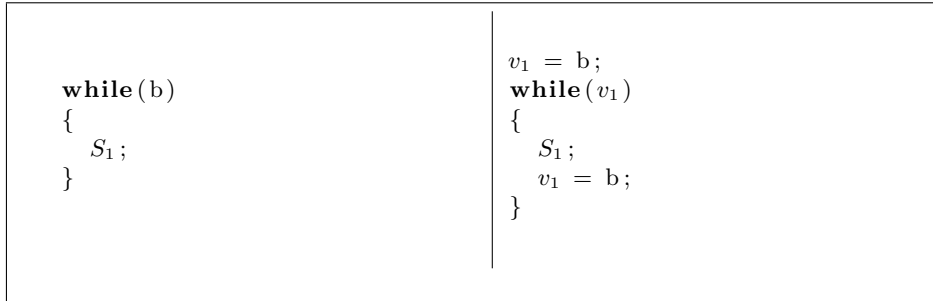 while(b)
{
S₁;
}
v₁ = b;
while(v₁)
{
S₁;
v₁ = b;
}